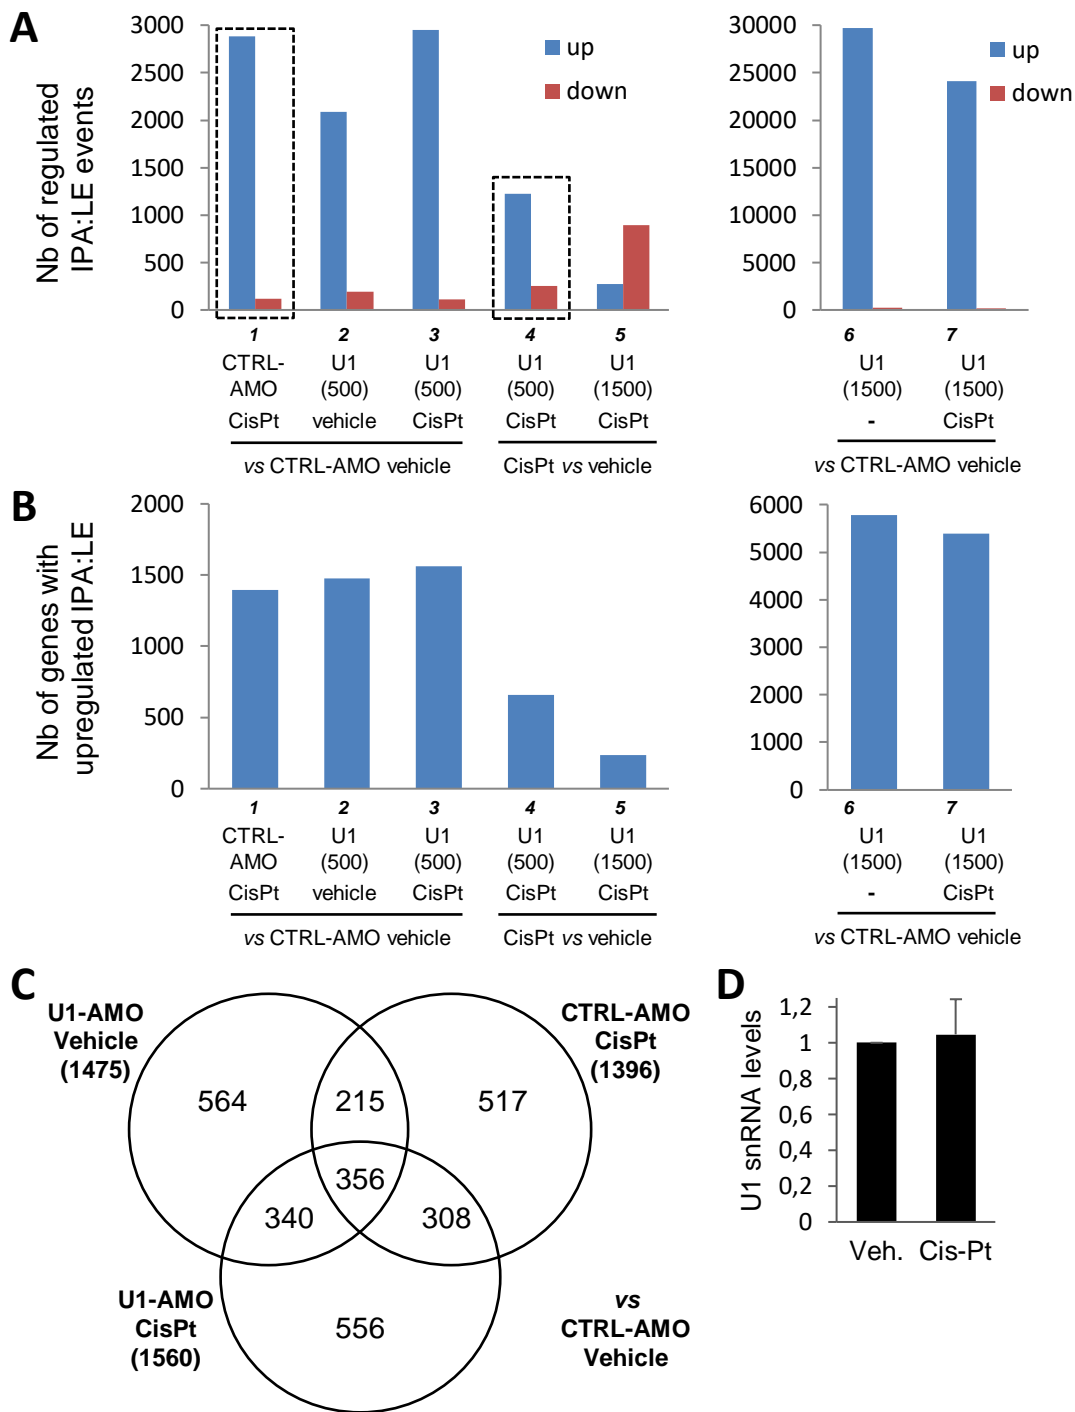 A
Nb of regulated
IPA:LE events
3000
2500
2000
1500
1000
500
0
up
down
1
2
3
4
5
CTRL-
AMO
CisPt
U1
(500)
vehicle
U1
(500)
CisPt
U1
(500)
CisPt
U1
(1500)
CisPt
vs CTRL-AMO vehicle
CisPt vs vehicle
30000
25000
20000
15000
10000
5000
0
up
down
6
7
U1
(1500)
-
U1
(1500)
CisPt
vs CTRL-AMO vehicle
B
Nb of genes with
upregulated IPA:LE
2000
1500
1000
500
0
1
2
3
4
5
CTRL-
AMO
CisPt
U1
(500)
vehicle
U1
(500)
CisPt
U1
(500)
CisPt
U1
(1500)
CisPt
vs CTRL-AMO vehicle
CisPt vs vehicle
6000
5000
4000
3000
2000
1000
0
6
7
U1
(1500)
-
U1
(1500)
CisPt
vs CTRL-AMO vehicle
C
U1-AMO
Vehicle
(1475)
CTRL-AMO
CisPt
(1396)
564
215
517
356
340
308
556
U1-AMO
CisPt
(1560)
vs
CTRL-AMO
Vehicle
D
U1 snRNA levels
1,2
1
0,8
0,6
0,4
0,2
0
Veh.
Cis-Pt